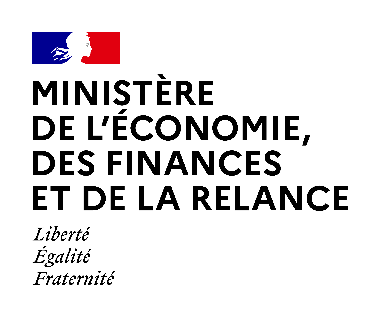 MINISTÈRE
DE L'ÉCONOMIE,
DES FINANCES
ET DE LA RELANCE
Liberté
Égalité
Fraternité